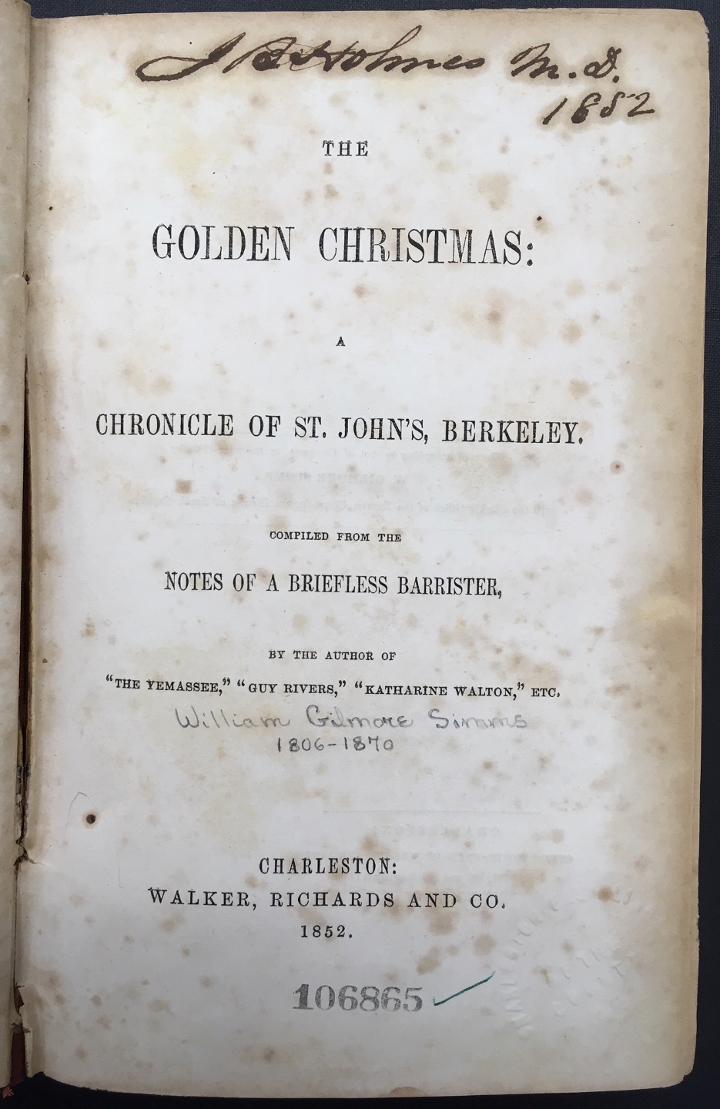 J B S Holmes M.D.
1852
THE
GOLDEN CHRISTMAS:
A
CHRONICLE OF ST. JOHN'S, BERKELEY.
COMPILED FROM THE
NOTES OF A BRIEFLESS BARRISTER,
BY THE AUTHOR OF
"THE YEMASSEE," "GUY RIVERS," "KATHARINE WALTON," ETC.
William Gilmore Simms
1806-1870
CHARLESTON:
WALKER, RICHARDS AND CO.
1852.
106865